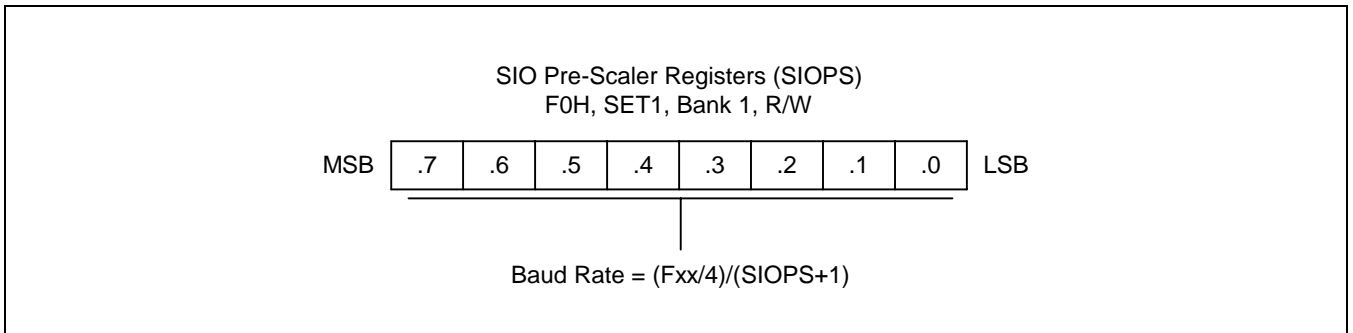 SIO Pre-Scaler Registers (SIOPS)
F0H, SET1, Bank 1, R/W
MSB .7 .6 .5 .4 .3 .2 .1 .0 LSB
Baud Rate = (Fxx/4)/(SIOPS+1)